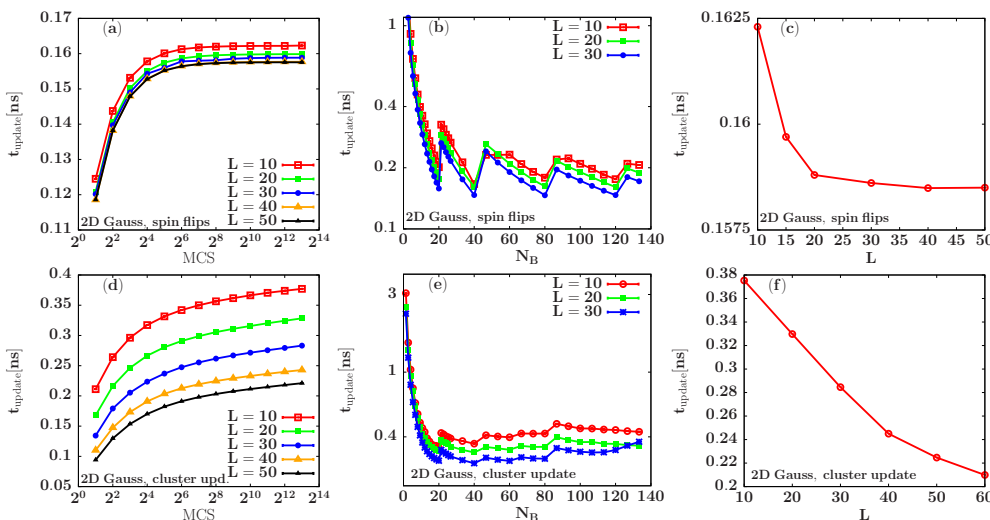 (a)
t_update[ns]
0.17
0.16
0.15
0.14
0.13
0.12
0.11
L = 10
L = 20
L = 30
L = 40
L = 50
2D Gauss, spin flips
2^0 2^2 2^4 2^6 2^8 2^10 2^12 2^14
MCS
(b)
t_update[ns]
1
0.4
0.2
0.1
L = 10
L = 20
L = 30
2D Gauss, spin flips
0 20 40 60 80 100 120 140
N_B
(c)
t_update[ns]
0.1625
0.16
0.1575
2D Gauss, spin flips
10 15 20 25 30 35 40 45 50
L
(d)
t_update[ns]
0.4
0.35
0.3
0.25
0.2
0.15
0.1
0.05
L = 10
L = 20
L = 30
L = 40
L = 50
2D Gauss, cluster upd.
2^0 2^2 2^4 2^6 2^8 2^10 2^12 2^14
MCS
(e)
t_update[ns]
3
1
0.4
L = 10
L = 20
L = 30
2D Gauss, cluster update
0 20 40 60 80 100 120 140
N_B
(f)
t_update[ns]
0.38
0.36
0.34
0.32
0.3
0.28
0.26
0.24
0.22
0.2
2D Gauss, cluster update
10 20 30 40 50 60
L